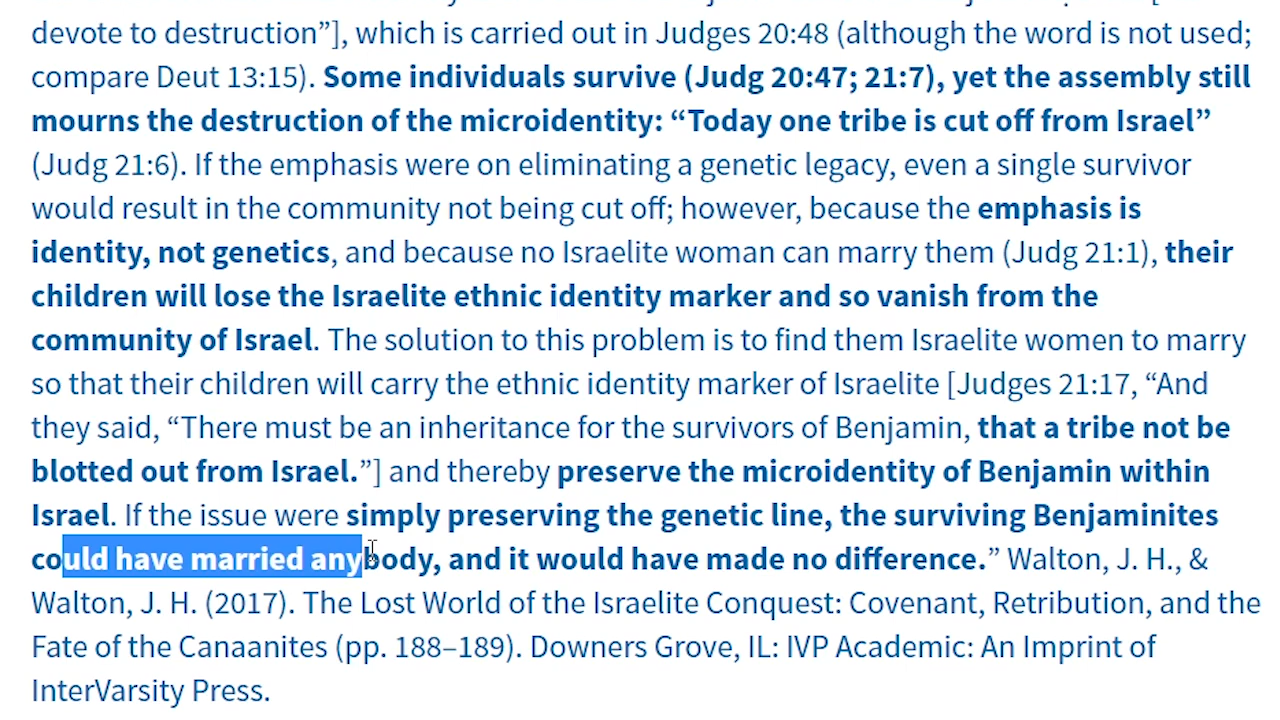 devote to destruction”], which is carried out in Judges 20:48 (although the word is not used;
compare Deut 13:15). Some individuals survive (Judg 20:47; 21:7), yet the assembly still
mourns the destruction of the microidentity: “Today one tribe is cut off from Israel”
(Judg 21:6). If the emphasis were on eliminating a genetic legacy, even a single survivor
would result in the community not being cut off; however, because the emphasis is
identity, not genetics, and because no Israelite woman can marry them (Judg 21:1), their
children will lose the Israelite ethnic identity marker and so vanish from the
community of Israel. The solution to this problem is to find them Israelite women to marry
so that their children will carry the ethnic identity marker of Israelite [Judges 21:17, “And
they said, “There must be an inheritance for the survivors of Benjamin, that a tribe not be
blotted out from Israel.”] and thereby preserve the microidentity of Benjamin within
Israel. If the issue were simply preserving the genetic line, the surviving Benjaminites
could have married anybody, and it would have made no difference.” Walton, J. H., &
Walton, J. H. (2017). The Lost World of the Israelite Conquest: Covenant, Retribution, and the
Fate of the Canaanites (pp. 188–189). Downers Grove, IL: IVP Academic: An Imprint of
InterVarsity Press.